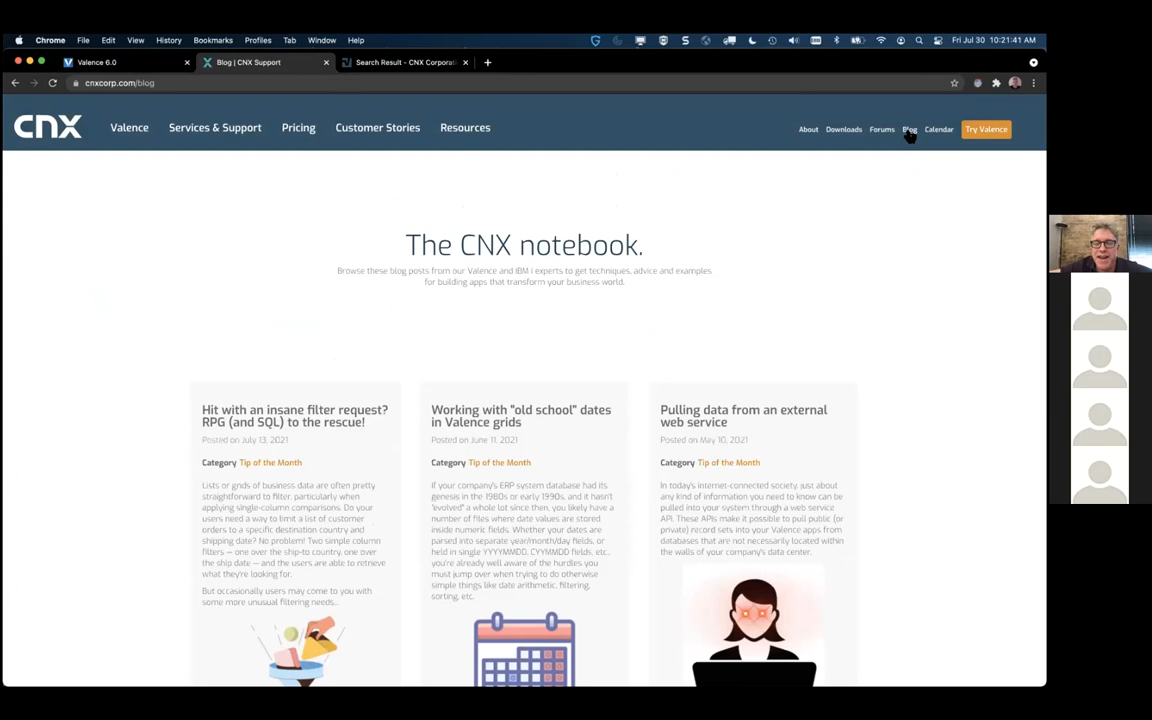 Chrome File Edit View History Bookmarks Profiles Tab Window Help
Fri Jul 30 10:21:41 AM
Valence 6.0
Blog | CNX Support
Search Result - CNX Corporati
cnxcorp.com/blog
CNX
Valence
Services & Support
Pricing
Customer Stories
Resources
About
Downloads
Forums
Blog
Calendar
Try Valence
The CNX notebook.
Browse these blog posts from our Valence and IBM i experts to get techniques, advice and examples
for building apps that transform your business world.
Hit with an insane filter request?
RPG (and SQL) to the rescue!
Posted on July 13, 2021
Category Tip of the Month
Lists or grids of business data are often pretty
straightforward to filter, particularly when
applying single-column comparisons. Do your
users need a way to limit a list of customer
orders to a specific destination country and
shipping date? No problem! Two simple column
filters — one over the ship-to country, one over
the ship date — and the users are able to retrieve
what they're looking for.
But occasionally users may come to you with
some more unusual filtering needs...
Working with "old school" dates
in Valence grids
Posted on June 11, 2021
Category Tip of the Month
If your company's ERP system database had its
genesis in the 1980s or early 1990s, and it hasn't
"evolved" a whole lot since then, you likely have a
number of files where date values are stored
inside numeric fields. Whether your dates are
parsed into separate year/month/day fields, or
held in single YYYYMMDD, CYYMMDD fields, etc.,
you're already well aware of the hurdles you
must jump over when trying to do otherwise
simple things like date arithmetic, filtering,
sorting, etc.
Pulling data from an external
web service
Posted on May 10, 2021
Category Tip of the Month
In today's internet-connected society, just about
any kind of information you need to know can be
pulled into your system through a web service
API. These APIs make it possible to pull public (or
private) record sets into your Valence apps from
databases that are not necessarily located within
the walls of your company's data center.